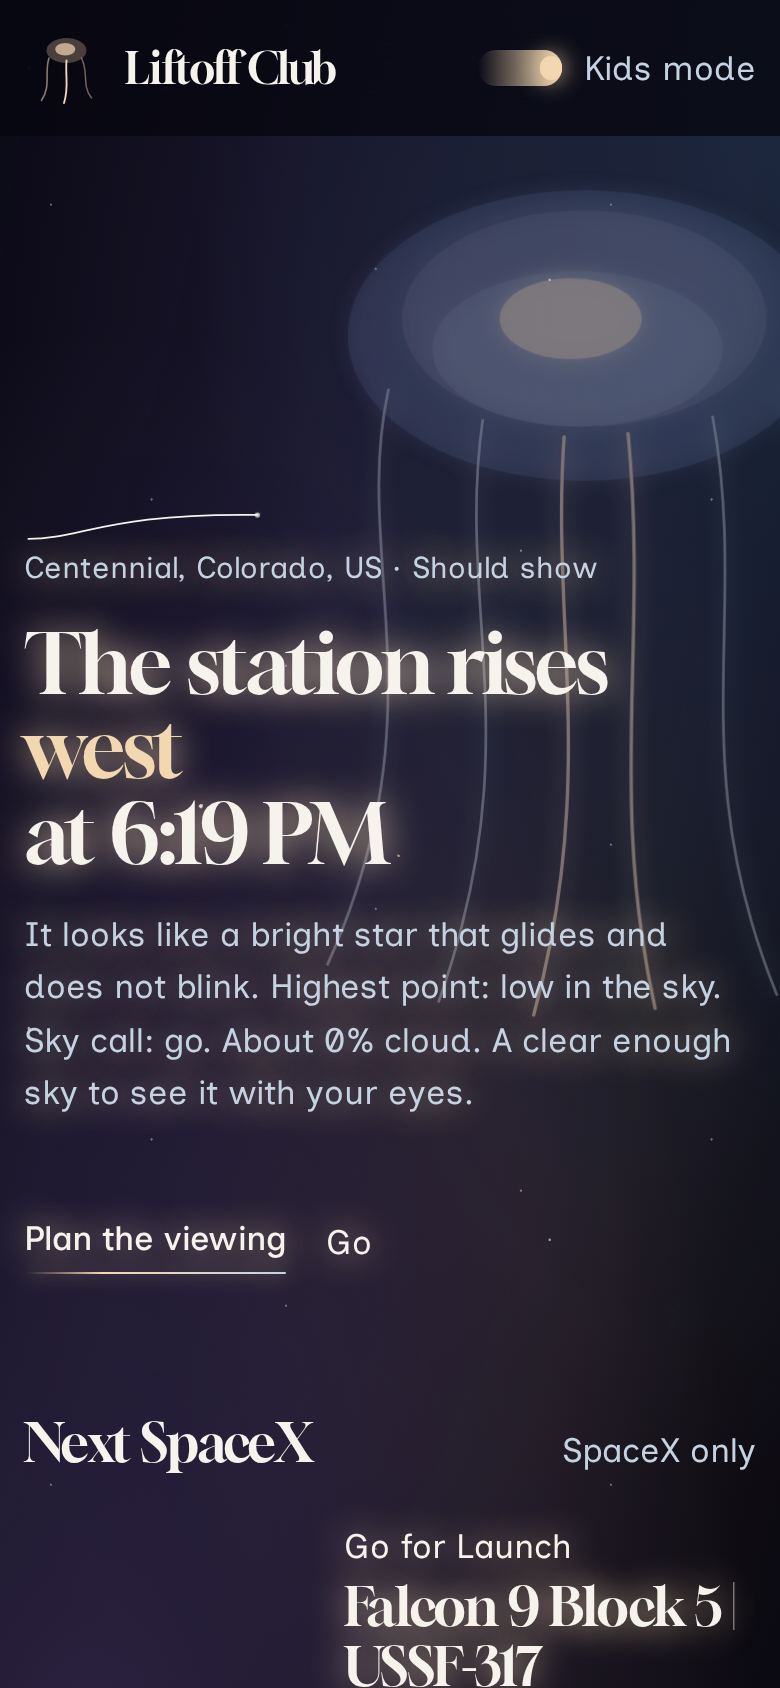 Liftoff Club
Kids mode
Centennial, Colorado, US · Should show
The station rises
west
at 6:19 PM
It looks like a bright star that glides and
does not blink. Highest point: low in the sky.
Sky call: go. About 0% cloud. A clear enough
sky to see it with your eyes.
Plan the viewing
Go
Next SpaceX
SpaceX only
Go for Launch
Falcon 9 Block 5 |
USSF-317